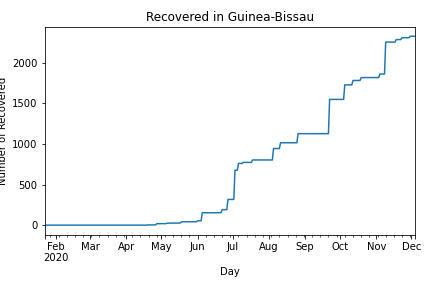 Recovered in Guinea-Bissau
Number of Recovered
2000
1500
1000
500
0
Feb Mar Apr May Jun Jul Aug Sep Oct Nov Dec
2020
Day